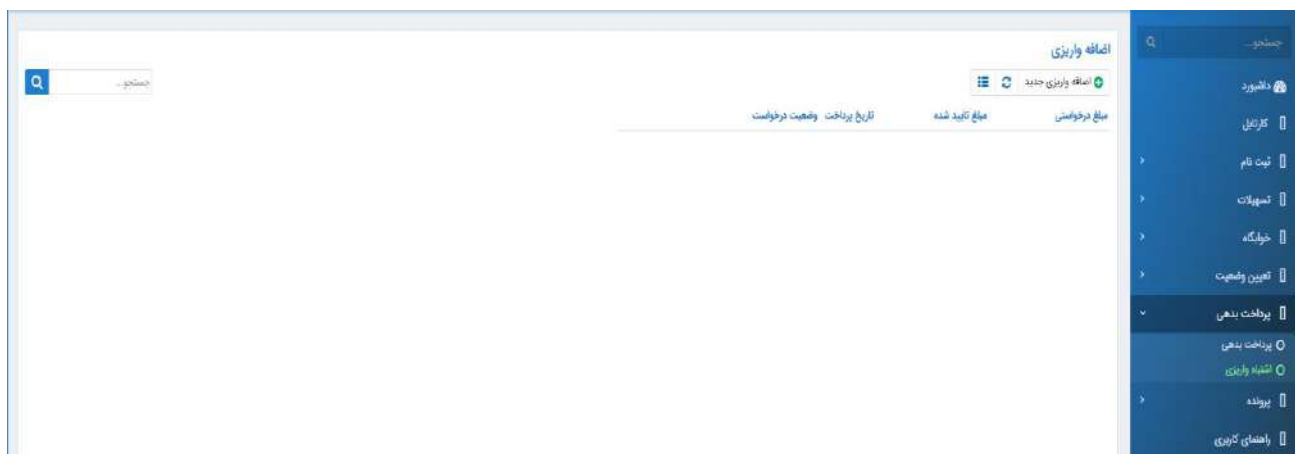 جستجو...
داشبورد
کارتابل
ثبت نام
تسهیلات
خوابگاه
تعیین وضعیت
پرداخت بدهی
پرداخت بدهی
اشتباه واریزی
پرونده
راهنمای کاربری
اضافه واریزی
اضافه واریزی جدید
جستجو...
مبلغ درخواستی مبلغ تایید شده تاریخ پرداخت وضعیت درخواست